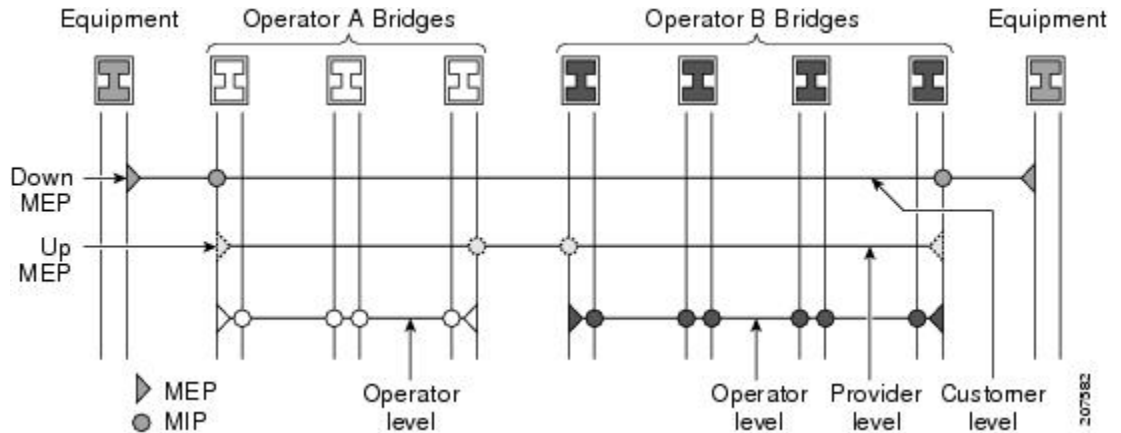 Equipment
Operator A Bridges
Operator B Bridges
Equipment
Down
MEP
Up
MEP
MEP
MIP
Operator
level
Operator
level
Provider
level
Customer
level
207582